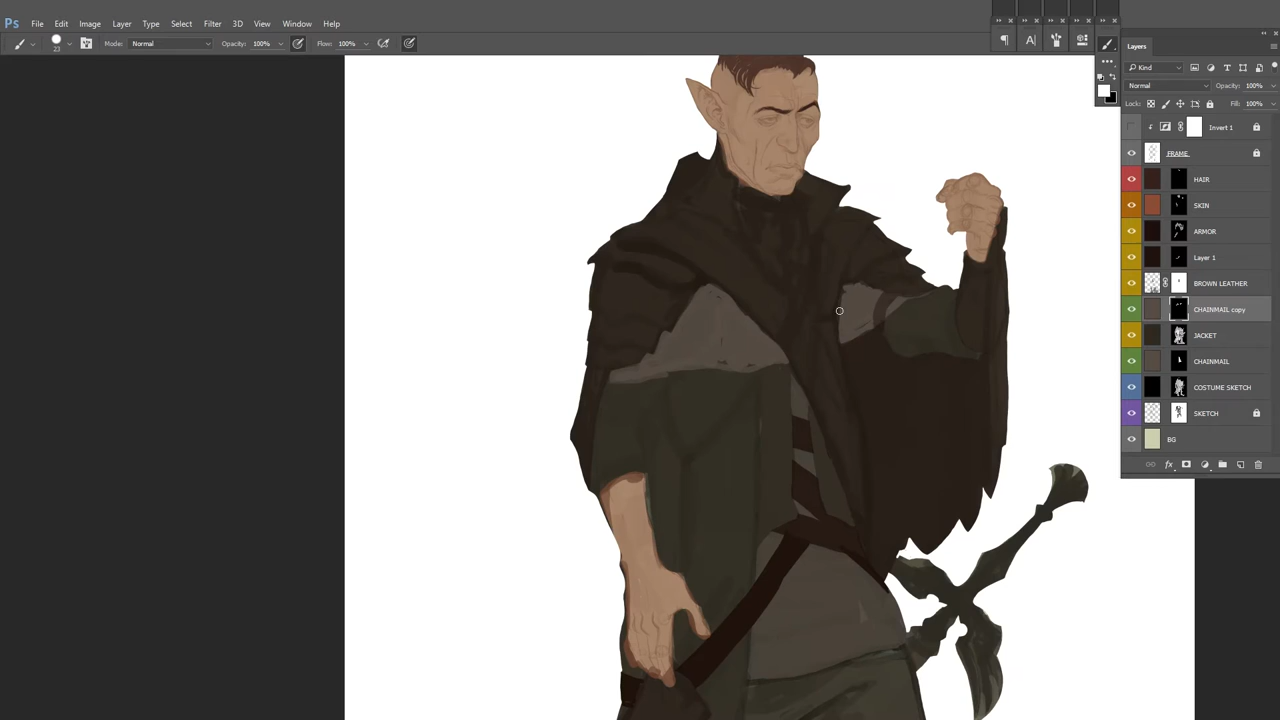 Ps File Edit Image Layer Type Select Filter 3D View Window Help
23 Mode: Normal Opacity: 100% Flow: 100%
Layers
Kind
Normal Opacity: 100%
Lock: Fill: 100%
Invert 1
FRAME
HAIR
SKIN
ARMOR
Layer 1
BROWN LEATHER
CHAINMAIL copy
JACKET
CHAINMAIL
COSTUME SKETCH
SKETCH
BG
fx